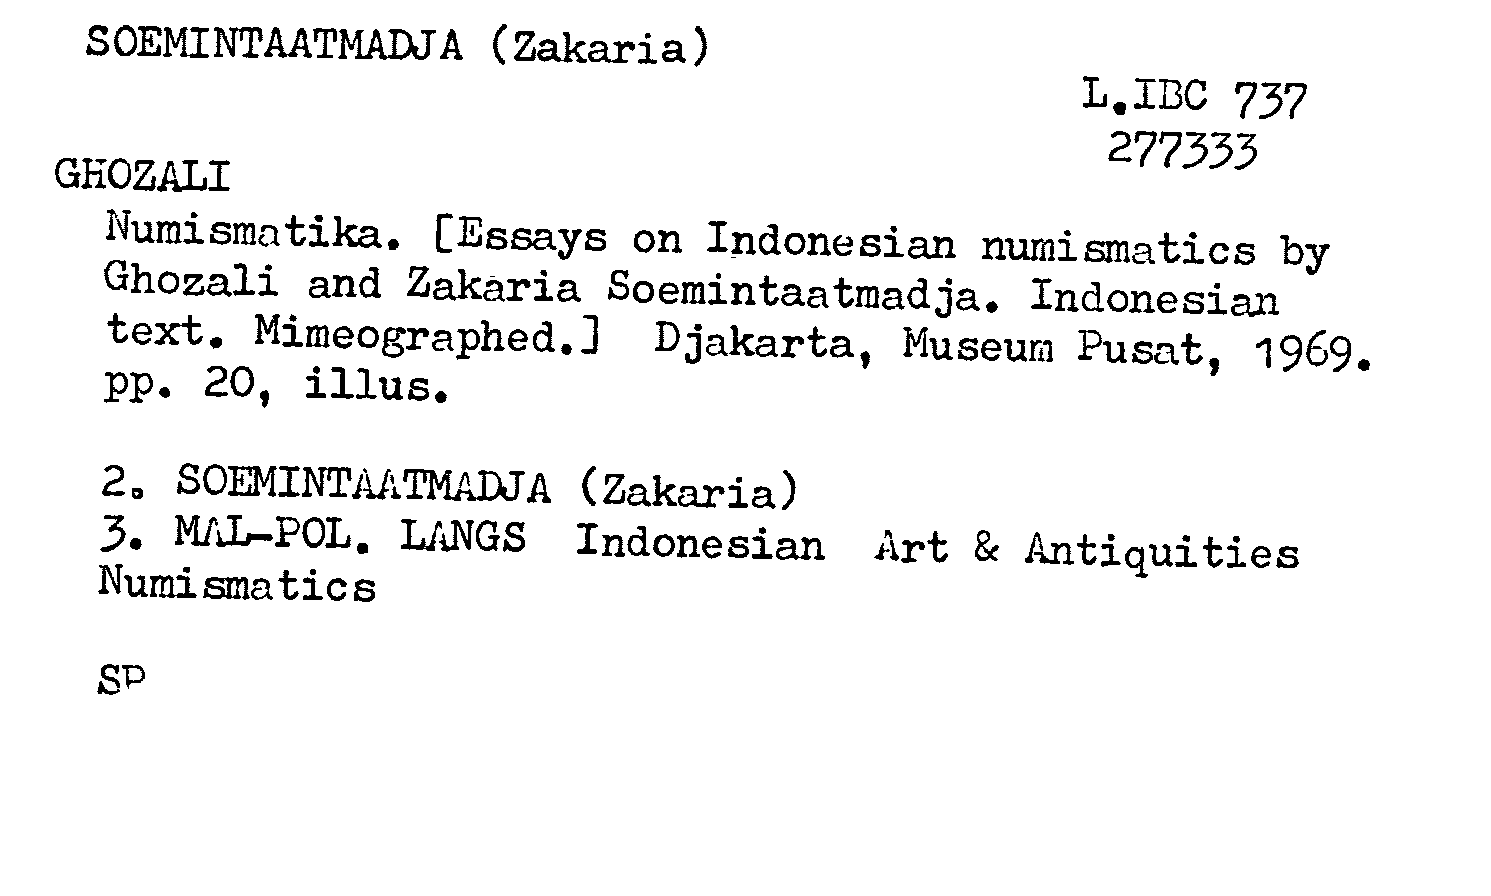 SOEMINTAATMADJA (Zakaria)
L.IBC 737
277333
GHOZALI
Numismatika. [Essays on Indonesian numismatics by
Ghozali and Zakaria Soemintaatmadja. Indonesian
text. Mimeographed.] Djakarta, Museum Pusat, 1969.
pp. 20, illus.
2. SOEMINTAATMADJA (Zakaria)
3. MAL-POL. LANGS Indonesian Art & Antiquities
Numismatics
SP